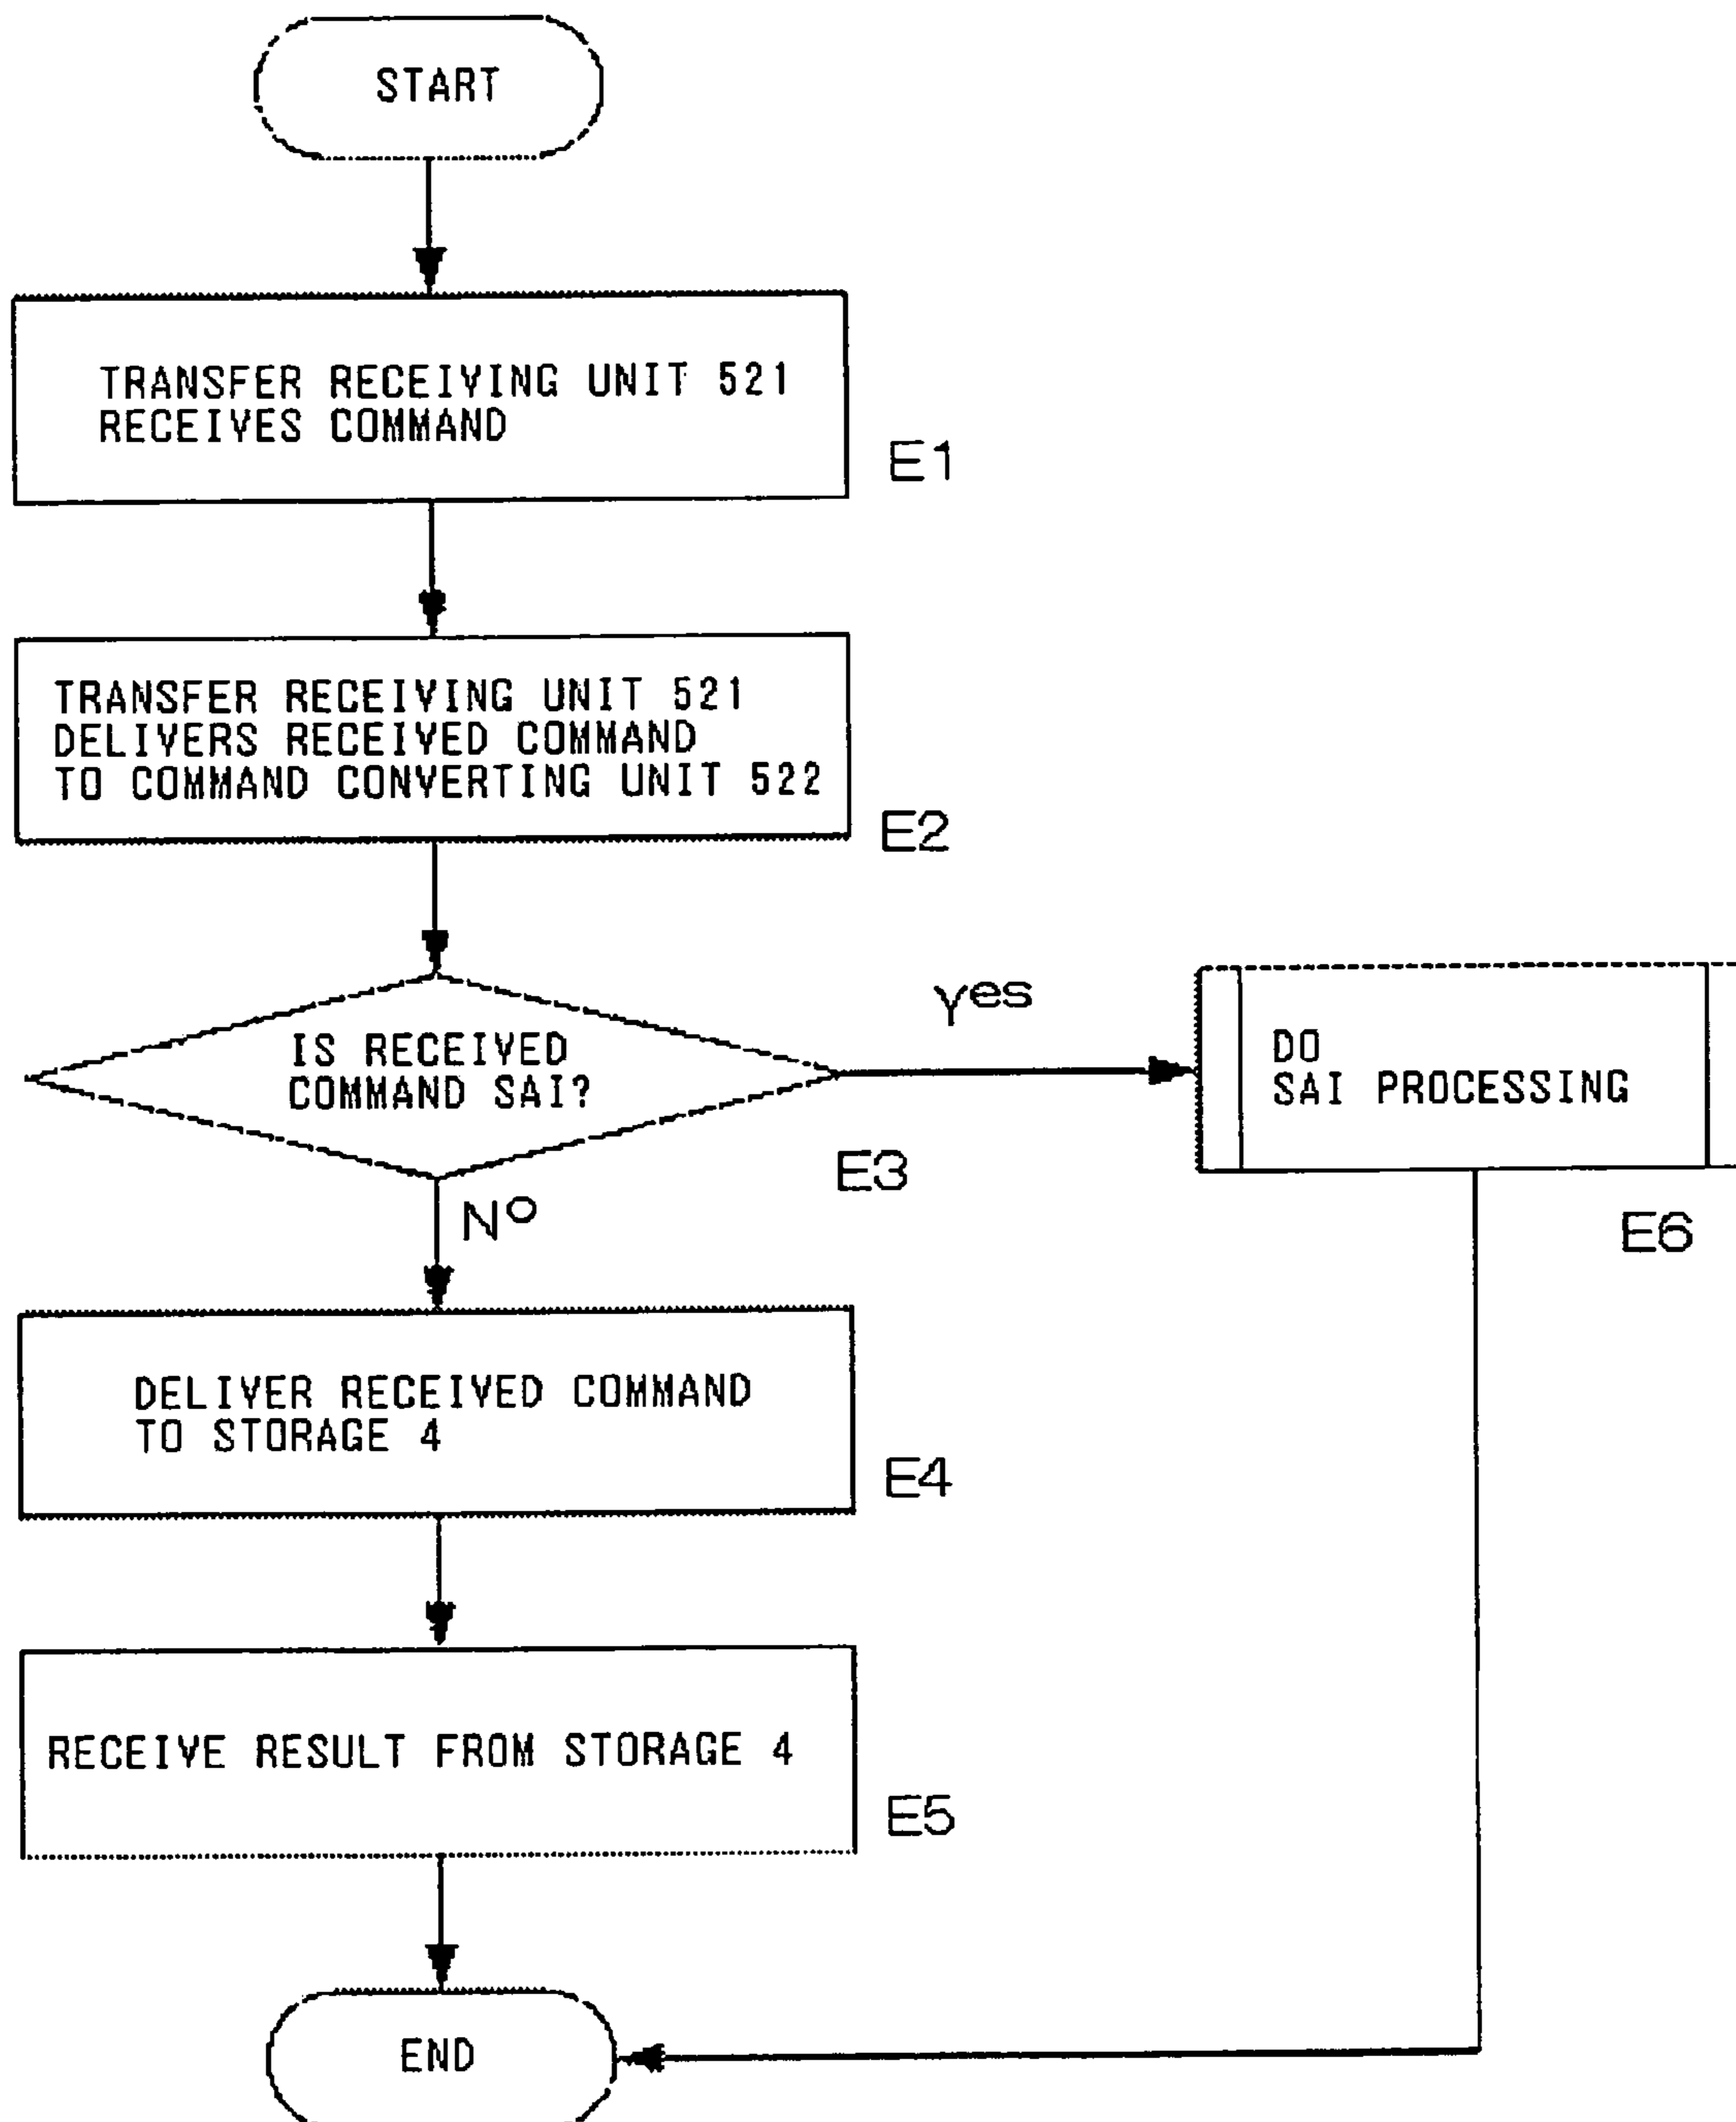 START
TRANSFER RECEIVING UNIT 521
RECEIVES COMMAND
E1
TRANSFER RECEIVING UNIT 521
DELIVERS RECEIVED COMMAND
TO COMMAND CONVERTING UNIT 522
E2
IS RECEIVED
COMMAND SAI?
E3
yes
DO
SAI PROCESSING
E6
No
DELIVER RECEIVED COMMAND
TO STORAGE 4
E4
RECEIVE RESULT FROM STORAGE 4
E5
END